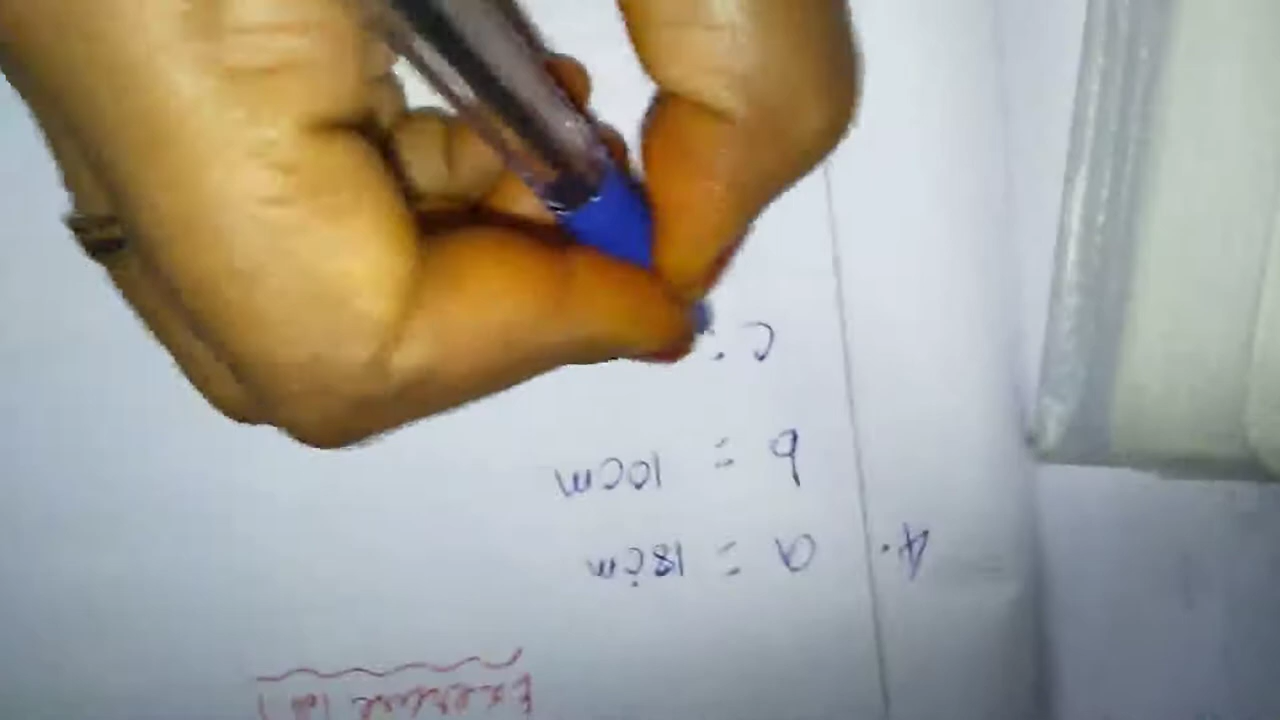 4. a = 18cm
b = 10cm
c =